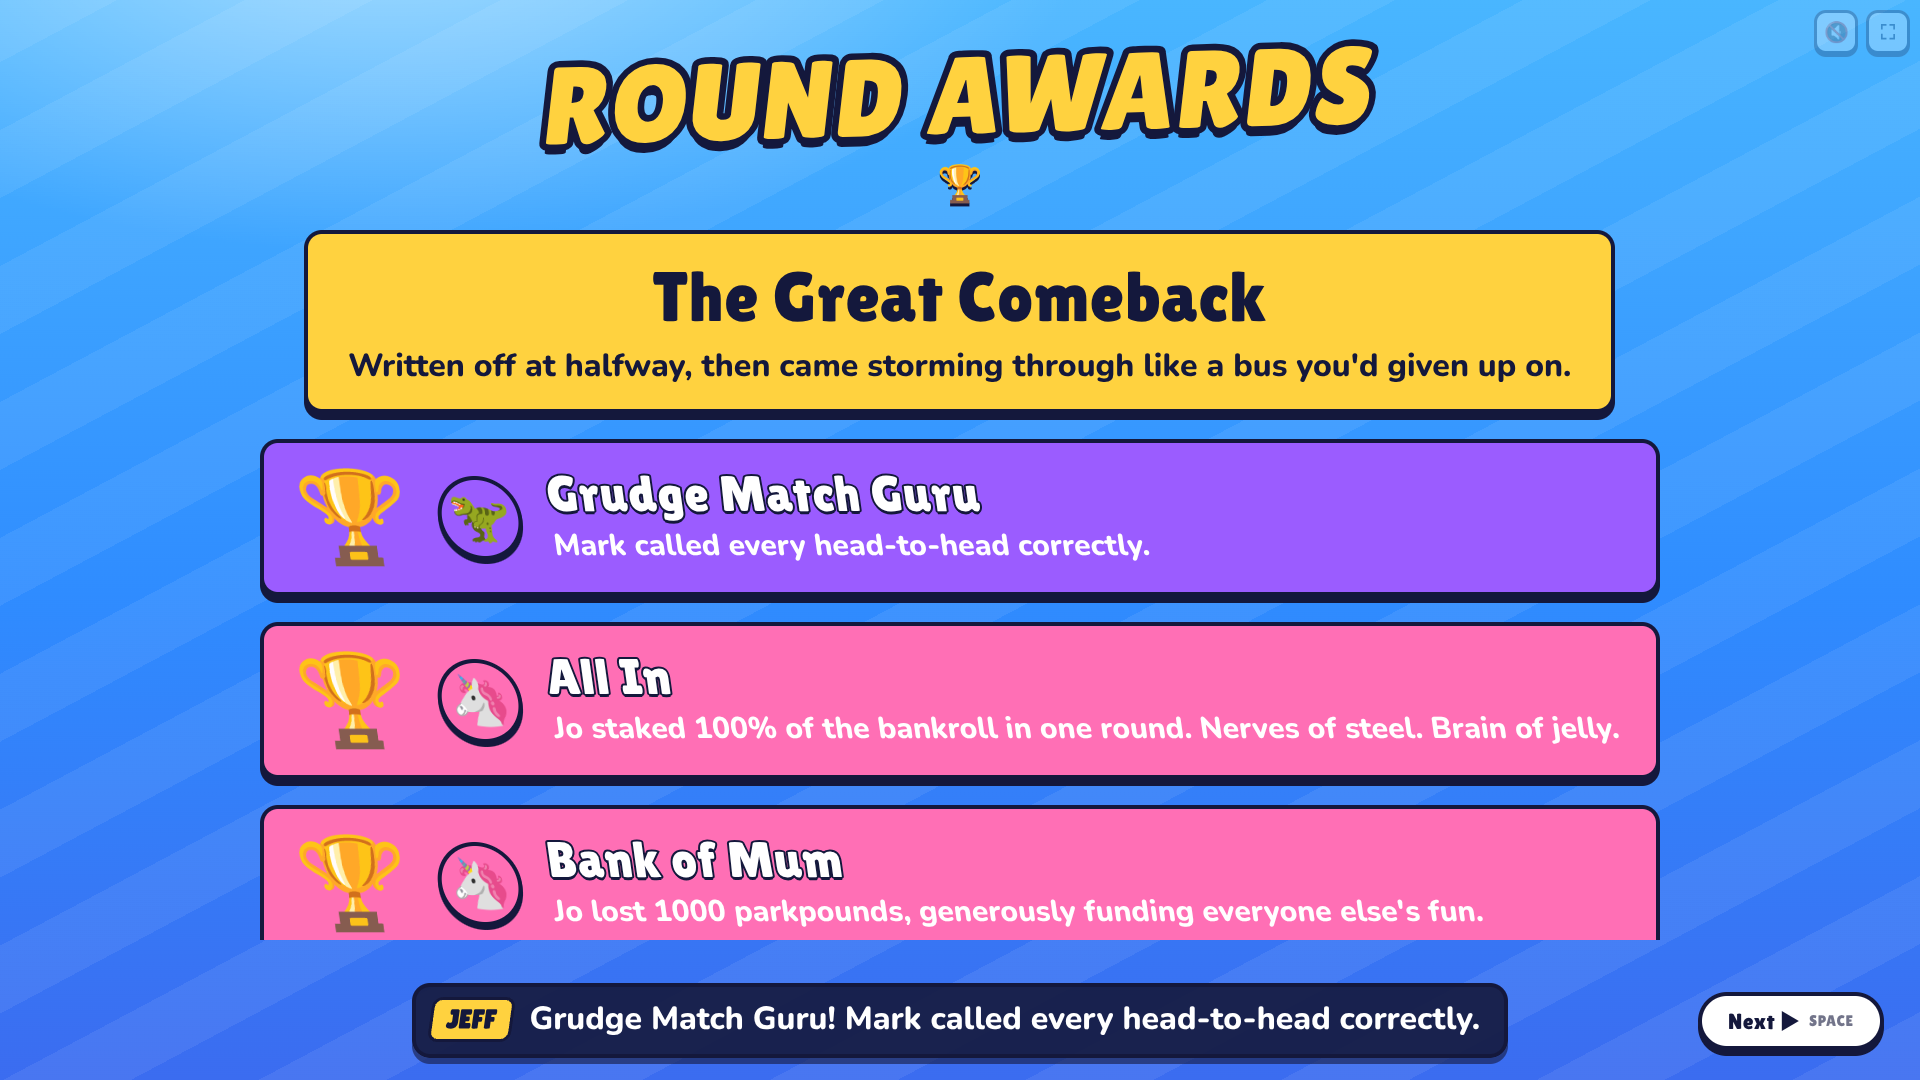 ROUND AWARDS
The Great Comeback
Written off at halfway, then came storming through like a bus you'd given up on.
Grudge Match Guru
Mark called every head-to-head correctly.
All In
Jo staked 100% of the bankroll in one round. Nerves of steel. Brain of jelly.
Bank of Mum
Jo lost 1000 parkpounds, generously funding everyone else's fun.
JEFF Grudge Match Guru! Mark called every head-to-head correctly.
Next ▶ SPACE